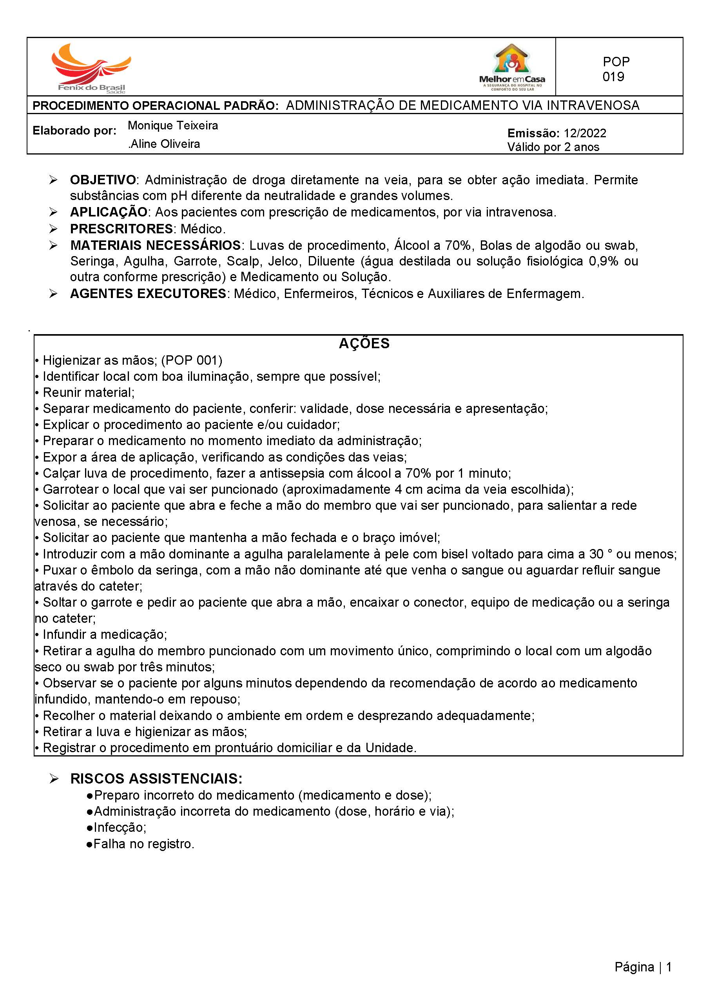 Fenix do Brasil
Saúde
Melhor em Casa
A SEGURANÇA DO HOSPITAL NO
CONFORTO DO SEU LAR
POP
019
PROCEDIMENTO OPERACIONAL PADRÃO: ADMINISTRAÇÃO DE MEDICAMENTO VIA INTRAVENOSA
Elaborado por: Monique Teixeira
.Aline Oliveira
Emissão: 12/2022
Válido por 2 anos
➢ OBJETIVO: Administração de droga diretamente na veia, para se obter ação imediata. Permite
substâncias com pH diferente da neutralidade e grandes volumes.
➢ APLICAÇÃO: Aos pacientes com prescrição de medicamentos, por via intravenosa.
➢ PRESCRITORES: Médico.
➢ MATERIAIS NECESSÁRIOS: Luvas de procedimento, Álcool a 70%, Bolas de algodão ou swab,
Seringa, Agulha, Garrote, Scalp, Jelco, Diluente (água destilada ou solução fisiológica 0,9% ou
outra conforme prescrição) e Medicamento ou Solução.
➢ AGENTES EXECUTORES: Médico, Enfermeiros, Técnicos e Auxiliares de Enfermagem.
.
AÇÕES
• Higienizar as mãos; (POP 001)
• Identificar local com boa iluminação, sempre que possível;
• Reunir material;
• Separar medicamento do paciente, conferir: validade, dose necessária e apresentação;
• Explicar o procedimento ao paciente e/ou cuidador;
• Preparar o medicamento no momento imediato da administração;
• Expor a área de aplicação, verificando as condições das veias;
• Calçar luva de procedimento, fazer a antissepsia com álcool a 70% por 1 minuto;
• Garrotear o local que vai ser puncionado (aproximadamente 4 cm acima da veia escolhida);
• Solicitar ao paciente que abra e feche a mão do membro que vai ser puncionado, para salientar a rede
venosa, se necessário;
• Solicitar ao paciente que mantenha a mão fechada e o braço imóvel;
• Introduzir com a mão dominante a agulha paralelamente à pele com bisel voltado para cima a 30 ° ou menos;
• Puxar o êmbolo da seringa, com a mão não dominante até que venha o sangue ou aguardar refluir sangue
através do cateter;
• Soltar o garrote e pedir ao paciente que abra a mão, encaixar o conector, equipo de medicação ou a seringa
no cateter;
• Infundir a medicação;
• Retirar a agulha do membro puncionado com um movimento único, comprimindo o local com um algodão
seco ou swab por três minutos;
• Observar se o paciente por alguns minutos dependendo da recomendação de acordo ao medicamento
infundido, mantendo-o em repouso;
• Recolher o material deixando o ambiente em ordem e desprezando adequadamente;
• Retirar a luva e higienizar as mãos;
• Registrar o procedimento em prontuário domiciliar e da Unidade.
➢ RISCOS ASSISTENCIAIS:
●Preparo incorreto do medicamento (medicamento e dose);
●Administração incorreta do medicamento (dose, horário e via);
●Infecção;
●Falha no registro.
Página | 1